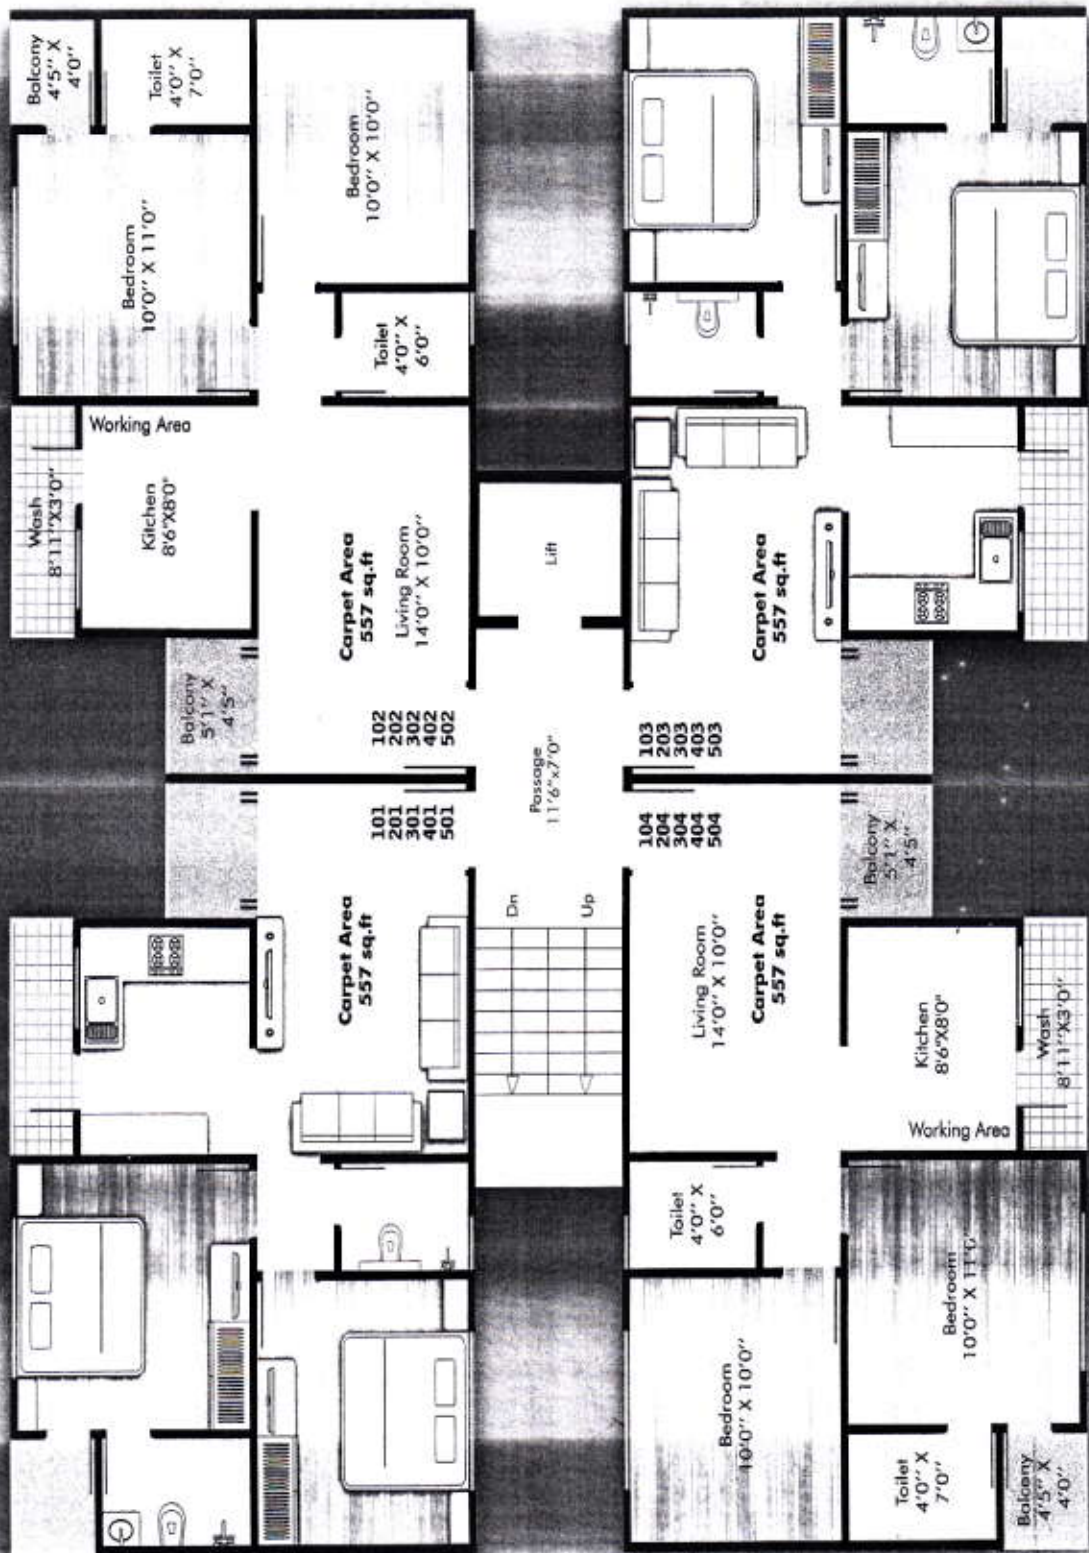 Balcony
4'5'' X
4'0''
Toilet
4'0'' X
7'0''
Bedroom
10'0'' X 11'0''
Bedroom
10'0'' X 10'0''
Toilet
4'0'' X
6'0''
Wash
8'11''X3'0''
Working Area
Kitchen
8'6"X8'0"
Carpet Area
557 sq.ft
Living Room
14'0'' X 10'0''
Balcony
5'1'' X
4'5''
102
202
302
402
502
Lift
Carpet Area
557 sq.ft
103
203
303
403
503
Passage
11'6"x7'0"
101
201
301
401
501
Carpet Area
557 sq.ft
Dn
Up
104
204
304
404
504
Living Room
14'0'' X 10'0''
Carpet Area
557 sq.ft
Balcony
5'1'' X
4'5''
Kitchen
8'6"X8'0"
Working Area
Wash
8'11''X3'0''
Toilet
4'0'' X
6'0''
Bedroom
10'0'' X 10'0''
Bedroom
10'0'' X 11'0''
Toilet
4'0'' X
7'0''
Balcony
4'5'' X
4'0''